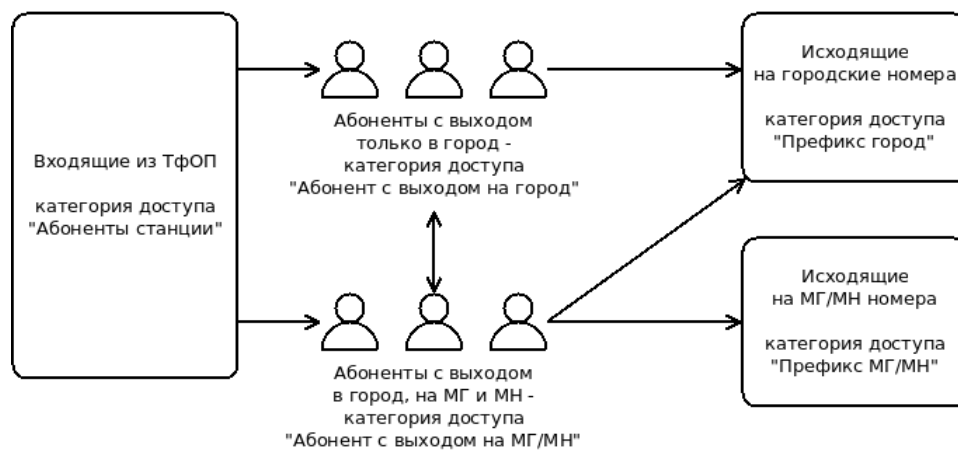 Входящие из ТфОП
категория доступа
"Абоненты станции"
Абоненты с выходом
только в город -
категория доступа
"Абонент с выходом на город"
Абоненты с выходом
в город, на МГ и МН -
категория доступа
"Абонент с выходом на МГ/МН"
Исходящие
на городские номера
категория доступа
"Префикс город"
Исходящие
на МГ/МН номера
категория доступа
"Префикс МГ/МН"